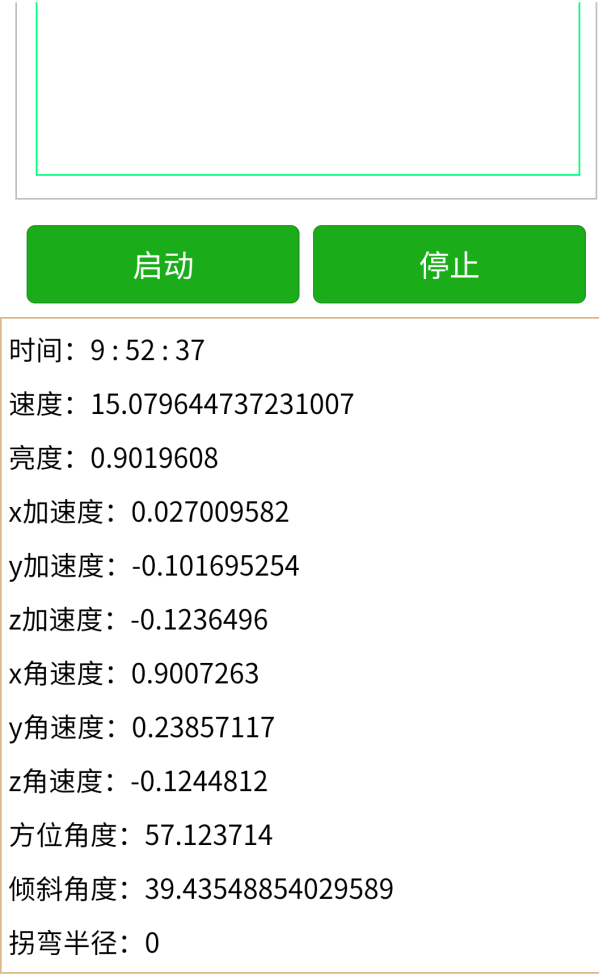 启动
停止
时间：9 : 52 : 37
速度：15.079644737231007
亮度：0.9019608
x加速度：0.027009582
y加速度：-0.101695254
z加速度：-0.1236496
x角速度：0.9007263
y角速度：0.23857117
z角速度：-0.1244812
方位角度：57.123714
倾斜角度：39.43548854029589
拐弯半径：0